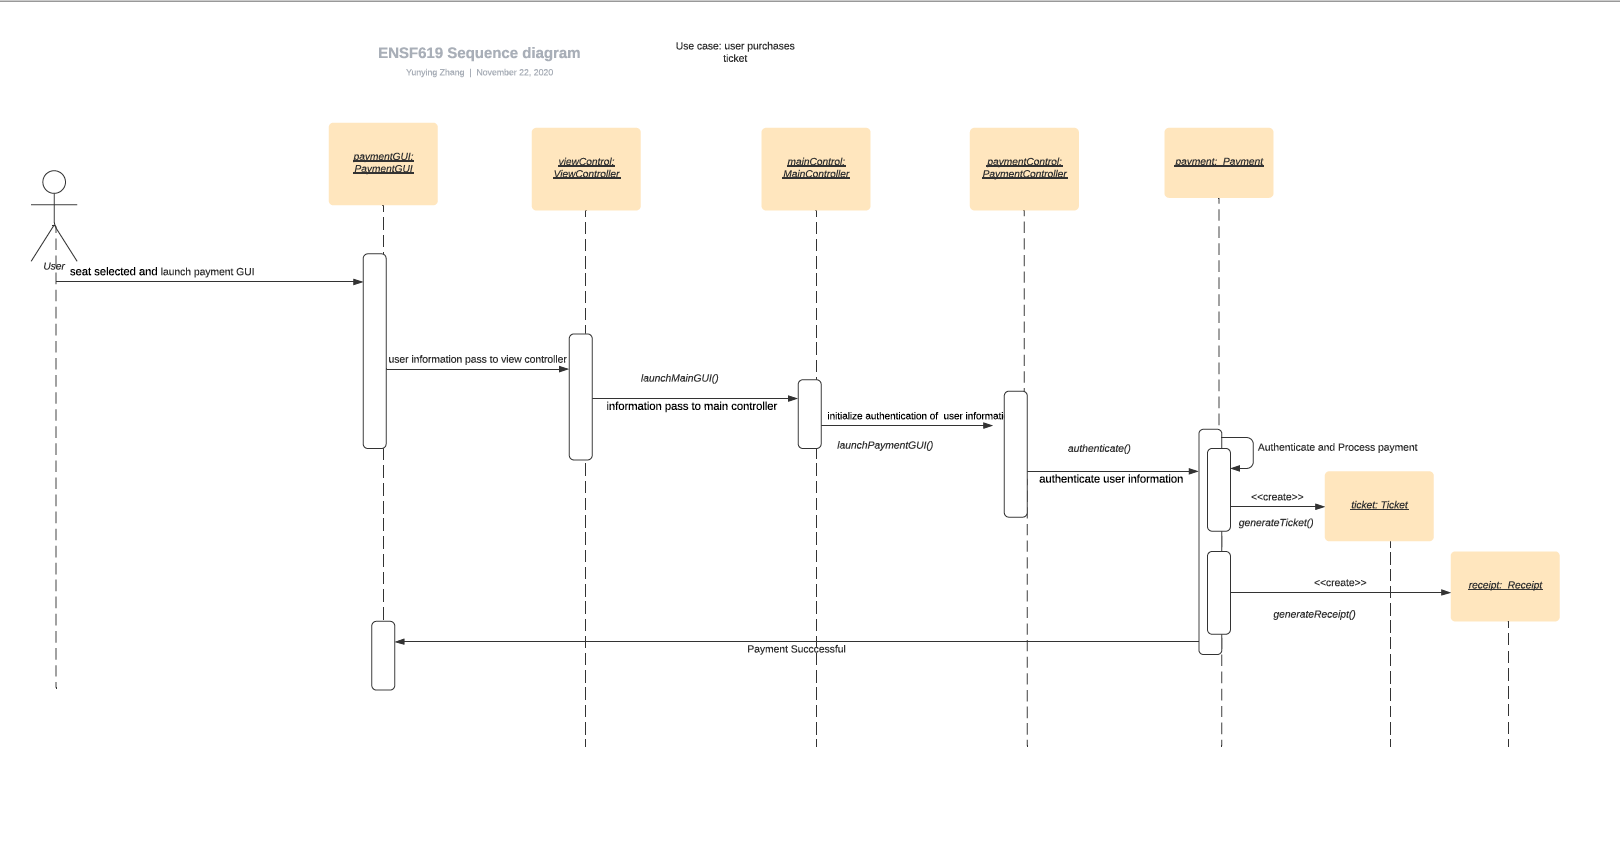 ENSF619 Sequence diagram
Yunying Zhang | November 22, 2020
Use case: user purchases
ticket
paymentGUI:
PaymentGUI
viewControl:
ViewController
mainControl:
MainController
paymentControl:
PaymentController
payment: Payment
User
seat selected and launch payment GUI
user information pass to view controller
launchMainGUI()
information pass to main controller
initialize authentication of user informati
launchPaymentGUI()
authenticate()
authenticate user information
Authenticate and Process payment
<<create>>
generateTicket()
ticket: Ticket
<<create>>
generateReceipt()
receipt: Receipt
Payment Succcessful